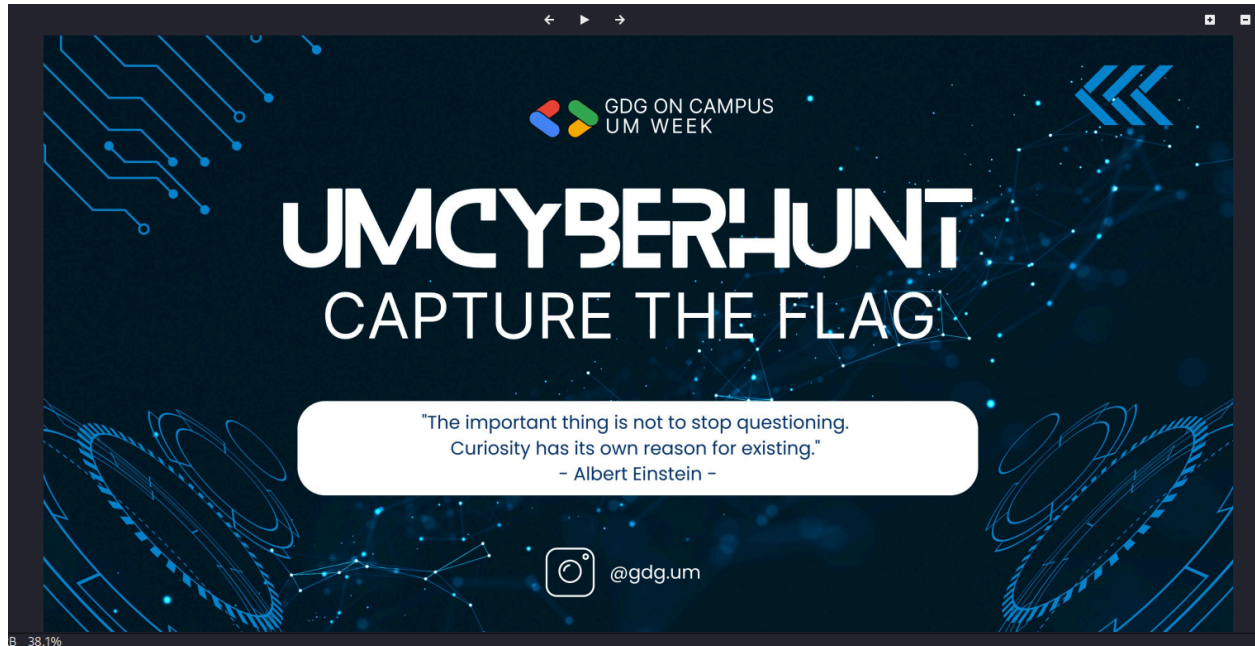 GDG ON CAMPUS
UM WEEK
UMCYBERHUNT
CAPTURE THE FLAG
"The important thing is not to stop questioning.
Curiosity has its own reason for existing."
- Albert Einstein -
@gdg.um
B 38.1%